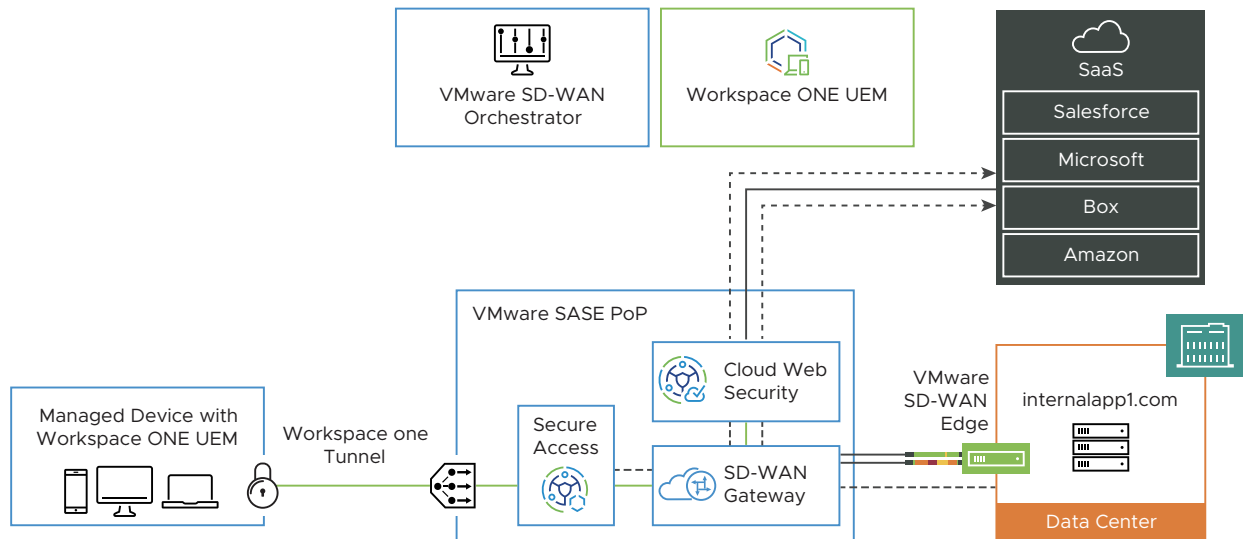 VMware SD-WAN
Orchestrator
Workspace ONE UEM
SaaS
Salesforce
Microsoft
Box
Amazon
VMware SASE PoP
Cloud Web
Security
VMware
SD-WAN
Edge
internalapp1.com
Managed Device with
Workspace ONE UEM
Workspace one
Tunnel
Secure
Access
SD-WAN
Gateway
Data Center